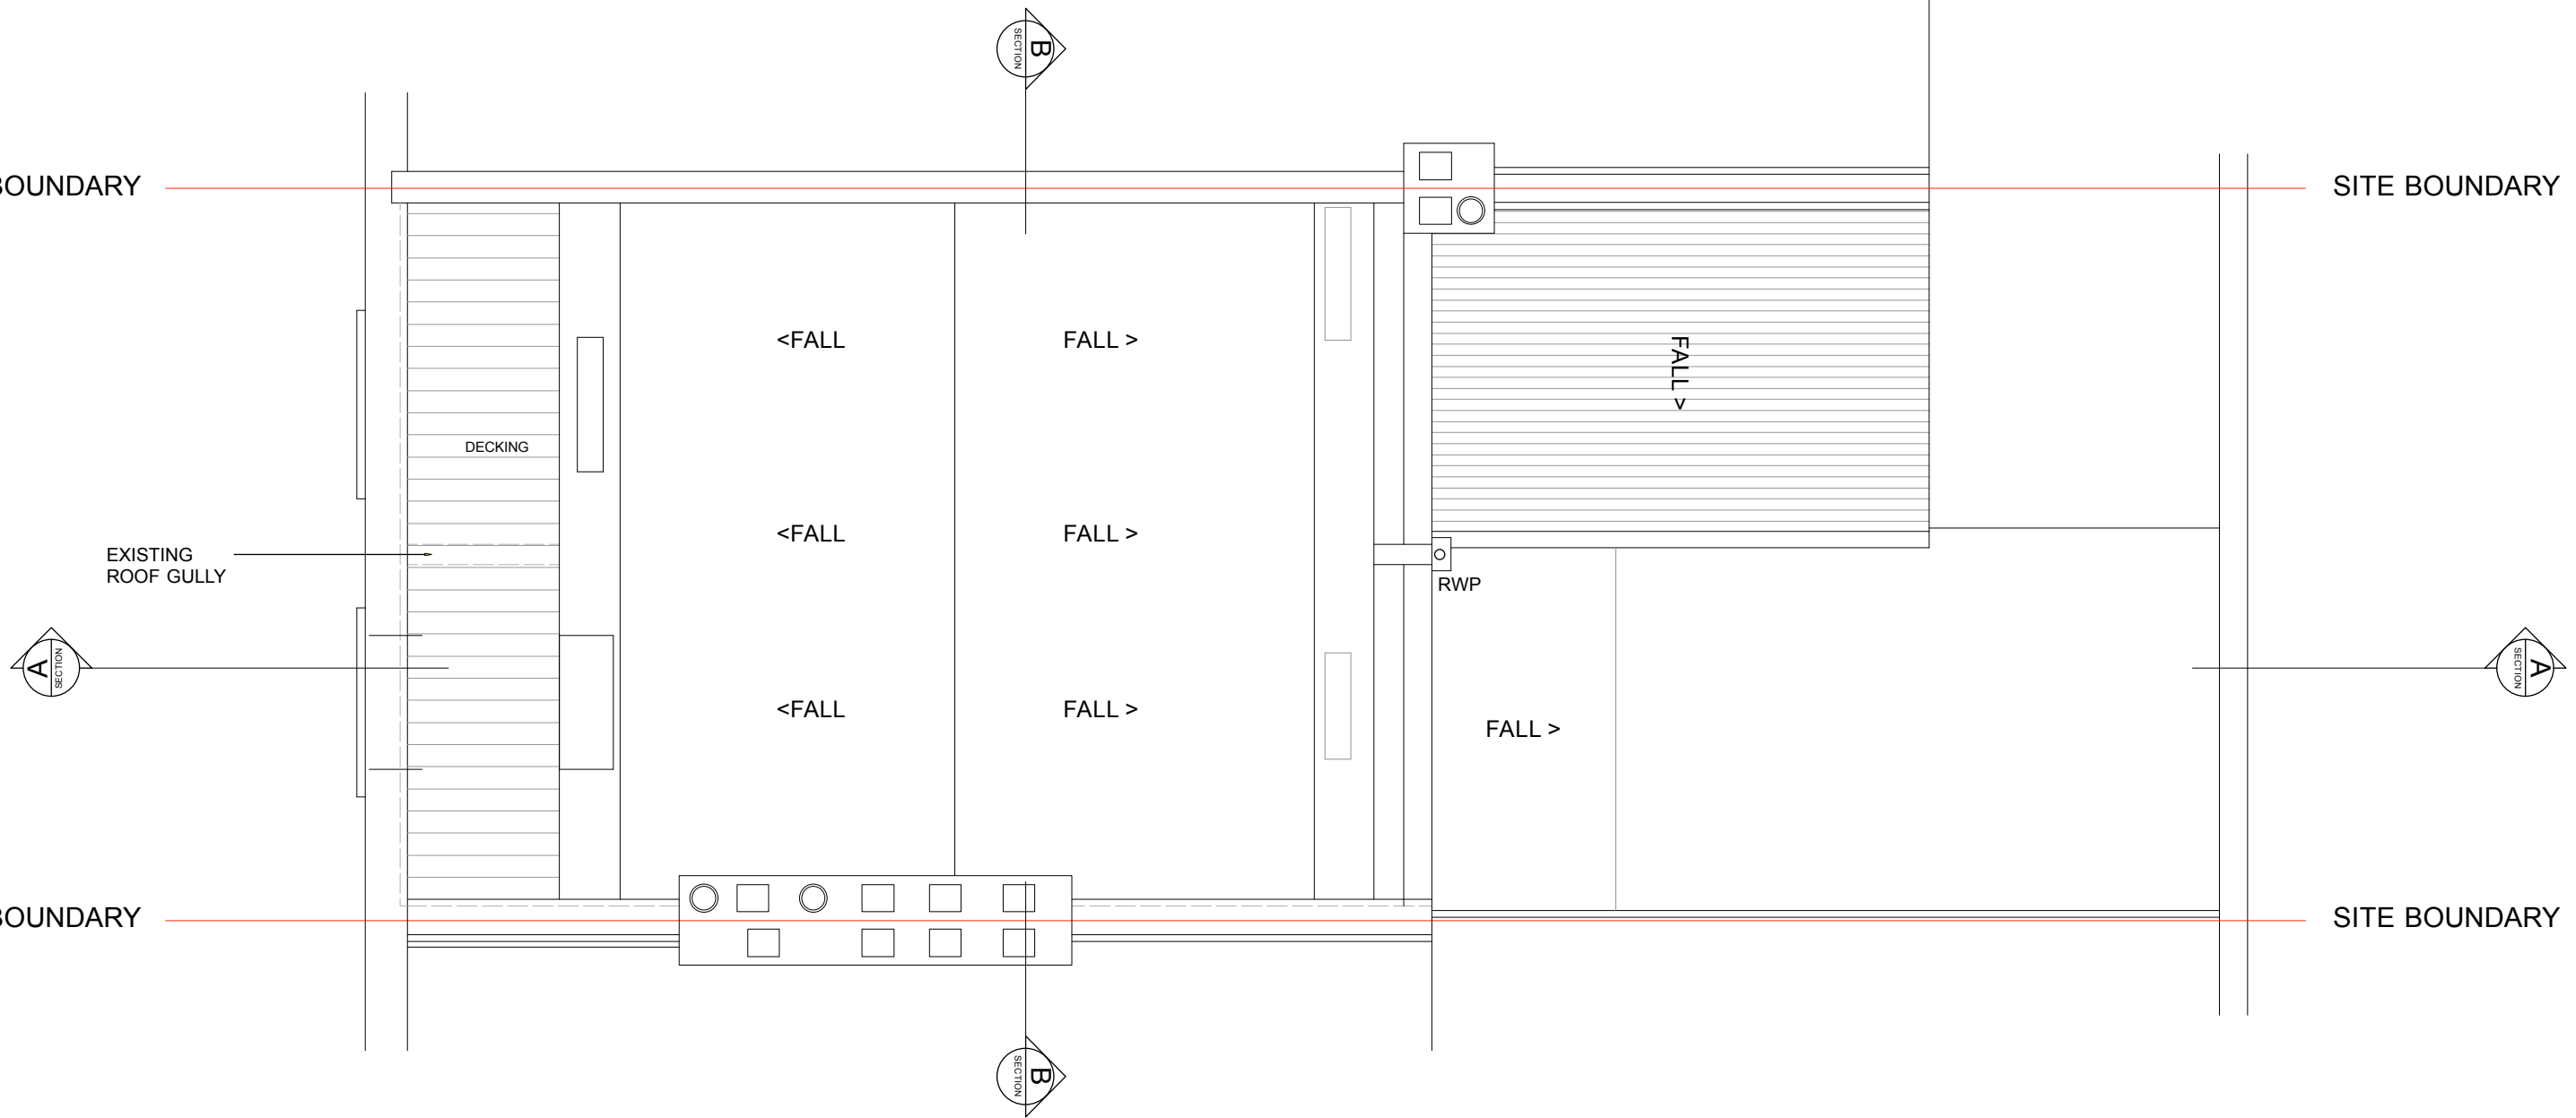 B
SECTION
BOUNDARY
SITE BOUNDARY
<FALL
FALL >
FALL >
DECKING
<FALL
FALL >
EXISTING
ROOF GULLY
RWP
A
SECTION
A
SECTION
<FALL
FALL >
FALL >
BOUNDARY
SITE BOUNDARY
B
SECTION